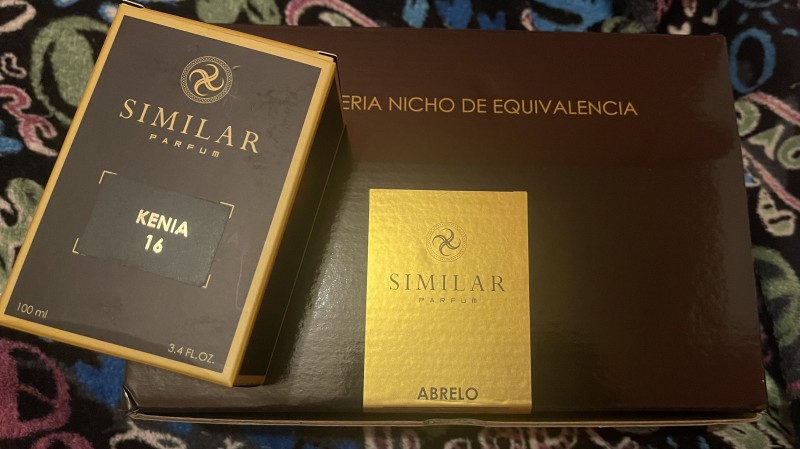 SIMILAR
PARFUM
KENIA
16
100 ml
3.4 FL.OZ.
ERIA NICHO DE EQUIVALENCIA
SIMILAR
PARFUM
ABRELO